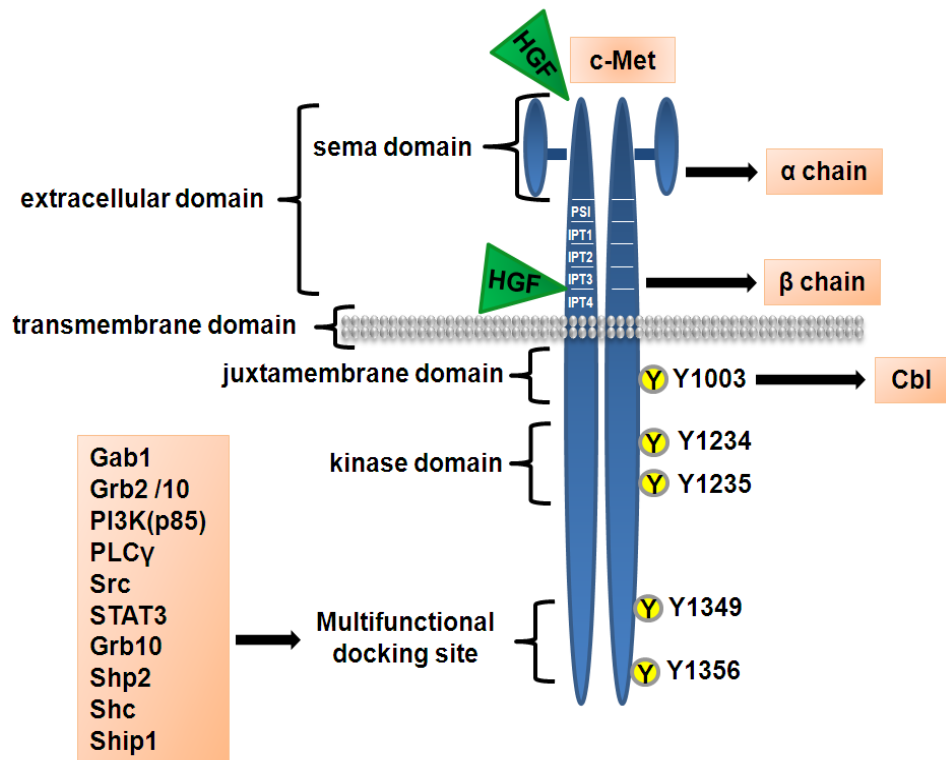 HGF
c-Met
sema domain
α chain
extracellular domain
PSI
IPT1
IPT2
IPT3
IPT4
HGF
β chain
transmembrane domain
juxtamembrane domain
Y Y1003
Cbl
kinase domain
Y Y1234
Y Y1235
Gab1
Grb2 /10
PI3K(p85)
PLCγ
Src
STAT3
Grb10
Shp2
Shc
Ship1
Multifunctional
docking site
Y Y1349
Y Y1356